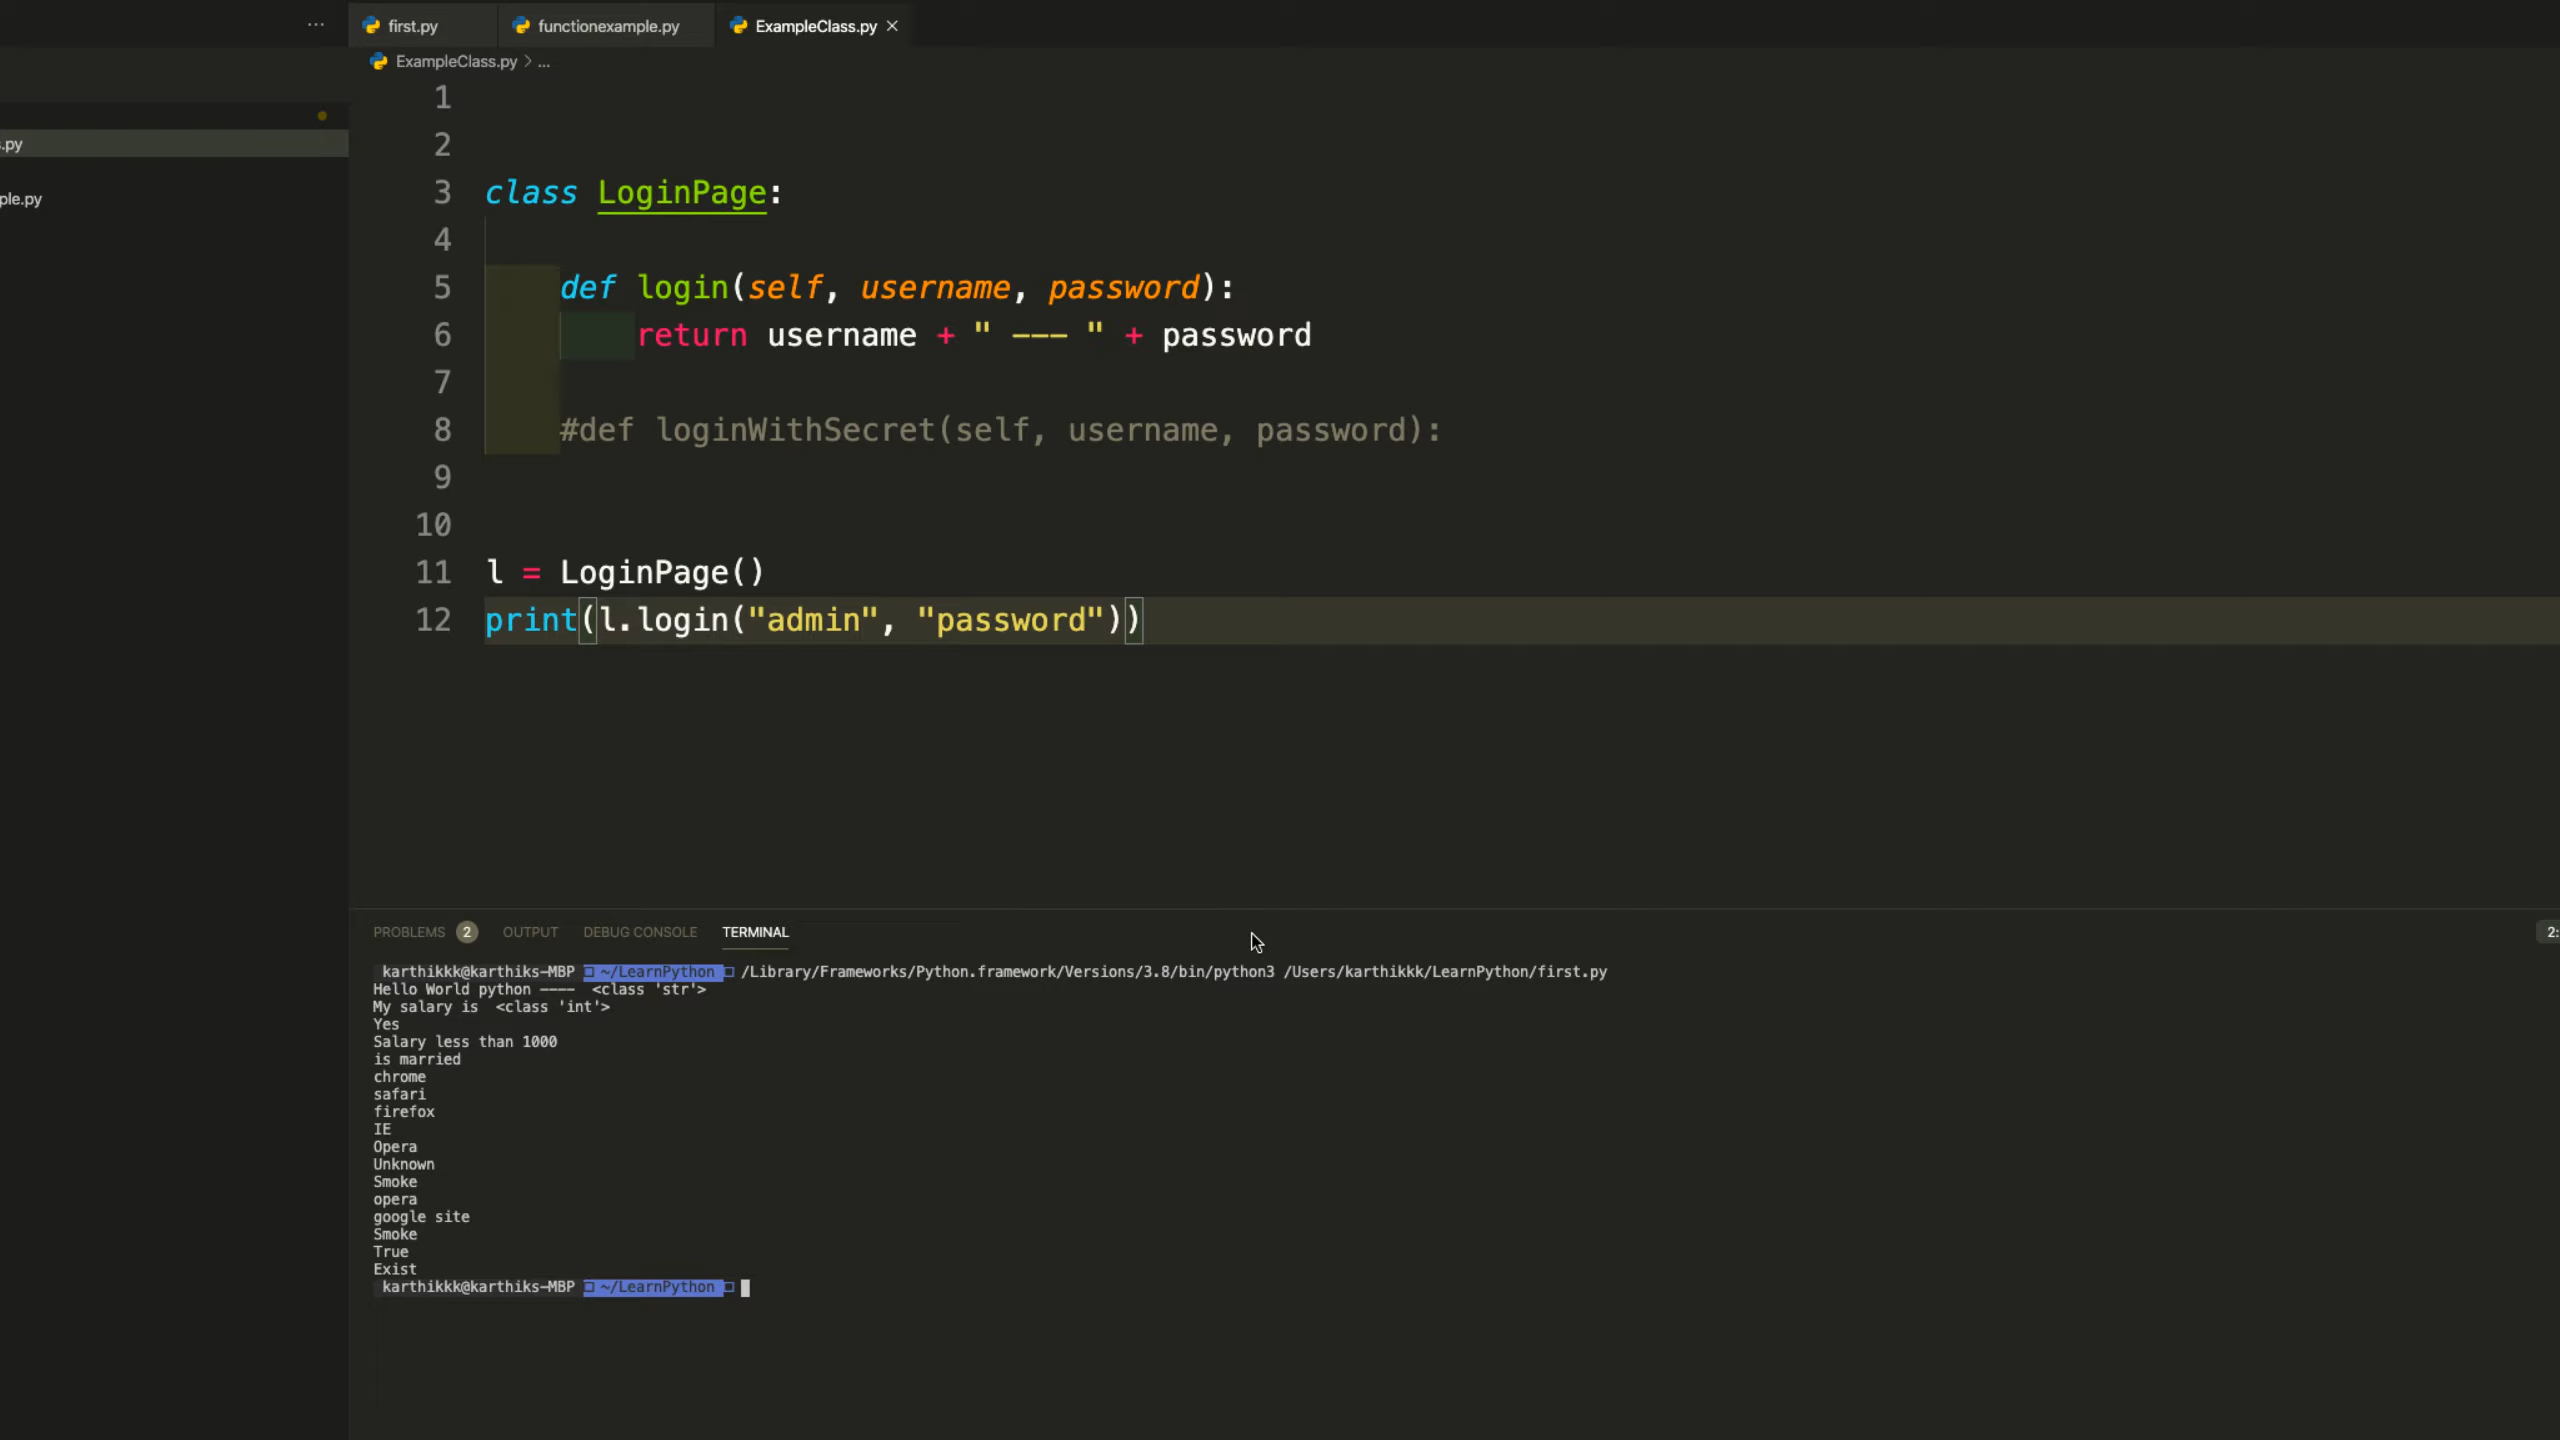 ... first.py functionexample.py ExampleClass.py ×
ExampleClass.py > ...
s.py
ple.py
1
2
3 class LoginPage:
4
5 def login(self, username, password):
6 return username + " --- " + password
7
8 #def loginWithSecret(self, username, password):
9
10
11 l = LoginPage()
12 print(l.login("admin", "password"))
PROBLEMS 2 OUTPUT DEBUG CONSOLE TERMINAL 2:
karthikkk@karthiks-MBP ~/LearnPython /Library/Frameworks/Python.framework/Versions/3.8/bin/python3 /Users/karthikkk/LearnPython/first.py
Hello World python ---- <class 'str'>
My salary is <class 'int'>
Yes
Salary less than 1000
is married
chrome
safari
firefox
IE
Opera
Unknown
Smoke
opera
google site
Smoke
True
Exist
karthikkk@karthiks-MBP ~/LearnPython